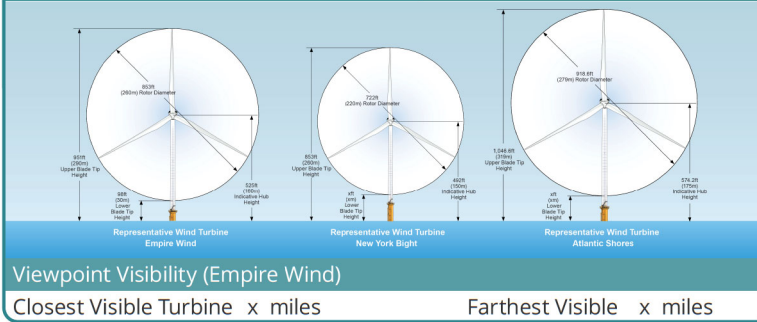 853ft
(260m) Rotor Diameter
951ft
(290m)
Upper Blade Tip
Height
98ft
(30m)
Lower
Blade Tip
Height
525ft
(160m)
Indicative Hub
Height
Representative Wind Turbine
Empire Wind
722ft
(220m) Rotor Diameter
853ft
(260m)
Upper Blade Tip
Height
xft
(xm)
Lower
Blade Tip
Height
492ft
(150m)
Indicative Hub
Height
Representative Wind Turbine
New York Bight
918.6ft
(279m) Rotor Diameter
1,046.6ft
(319m)
Upper Blade Tip
Height
xft
(xm)
Lower
Blade Tip
Height
574.2ft
(175m)
Indicative Hub
Height
Representative Wind Turbine
Atlantic Shores
Viewpoint Visibility (Empire Wind)
Closest Visible Turbine x miles
Farthest Visible x miles